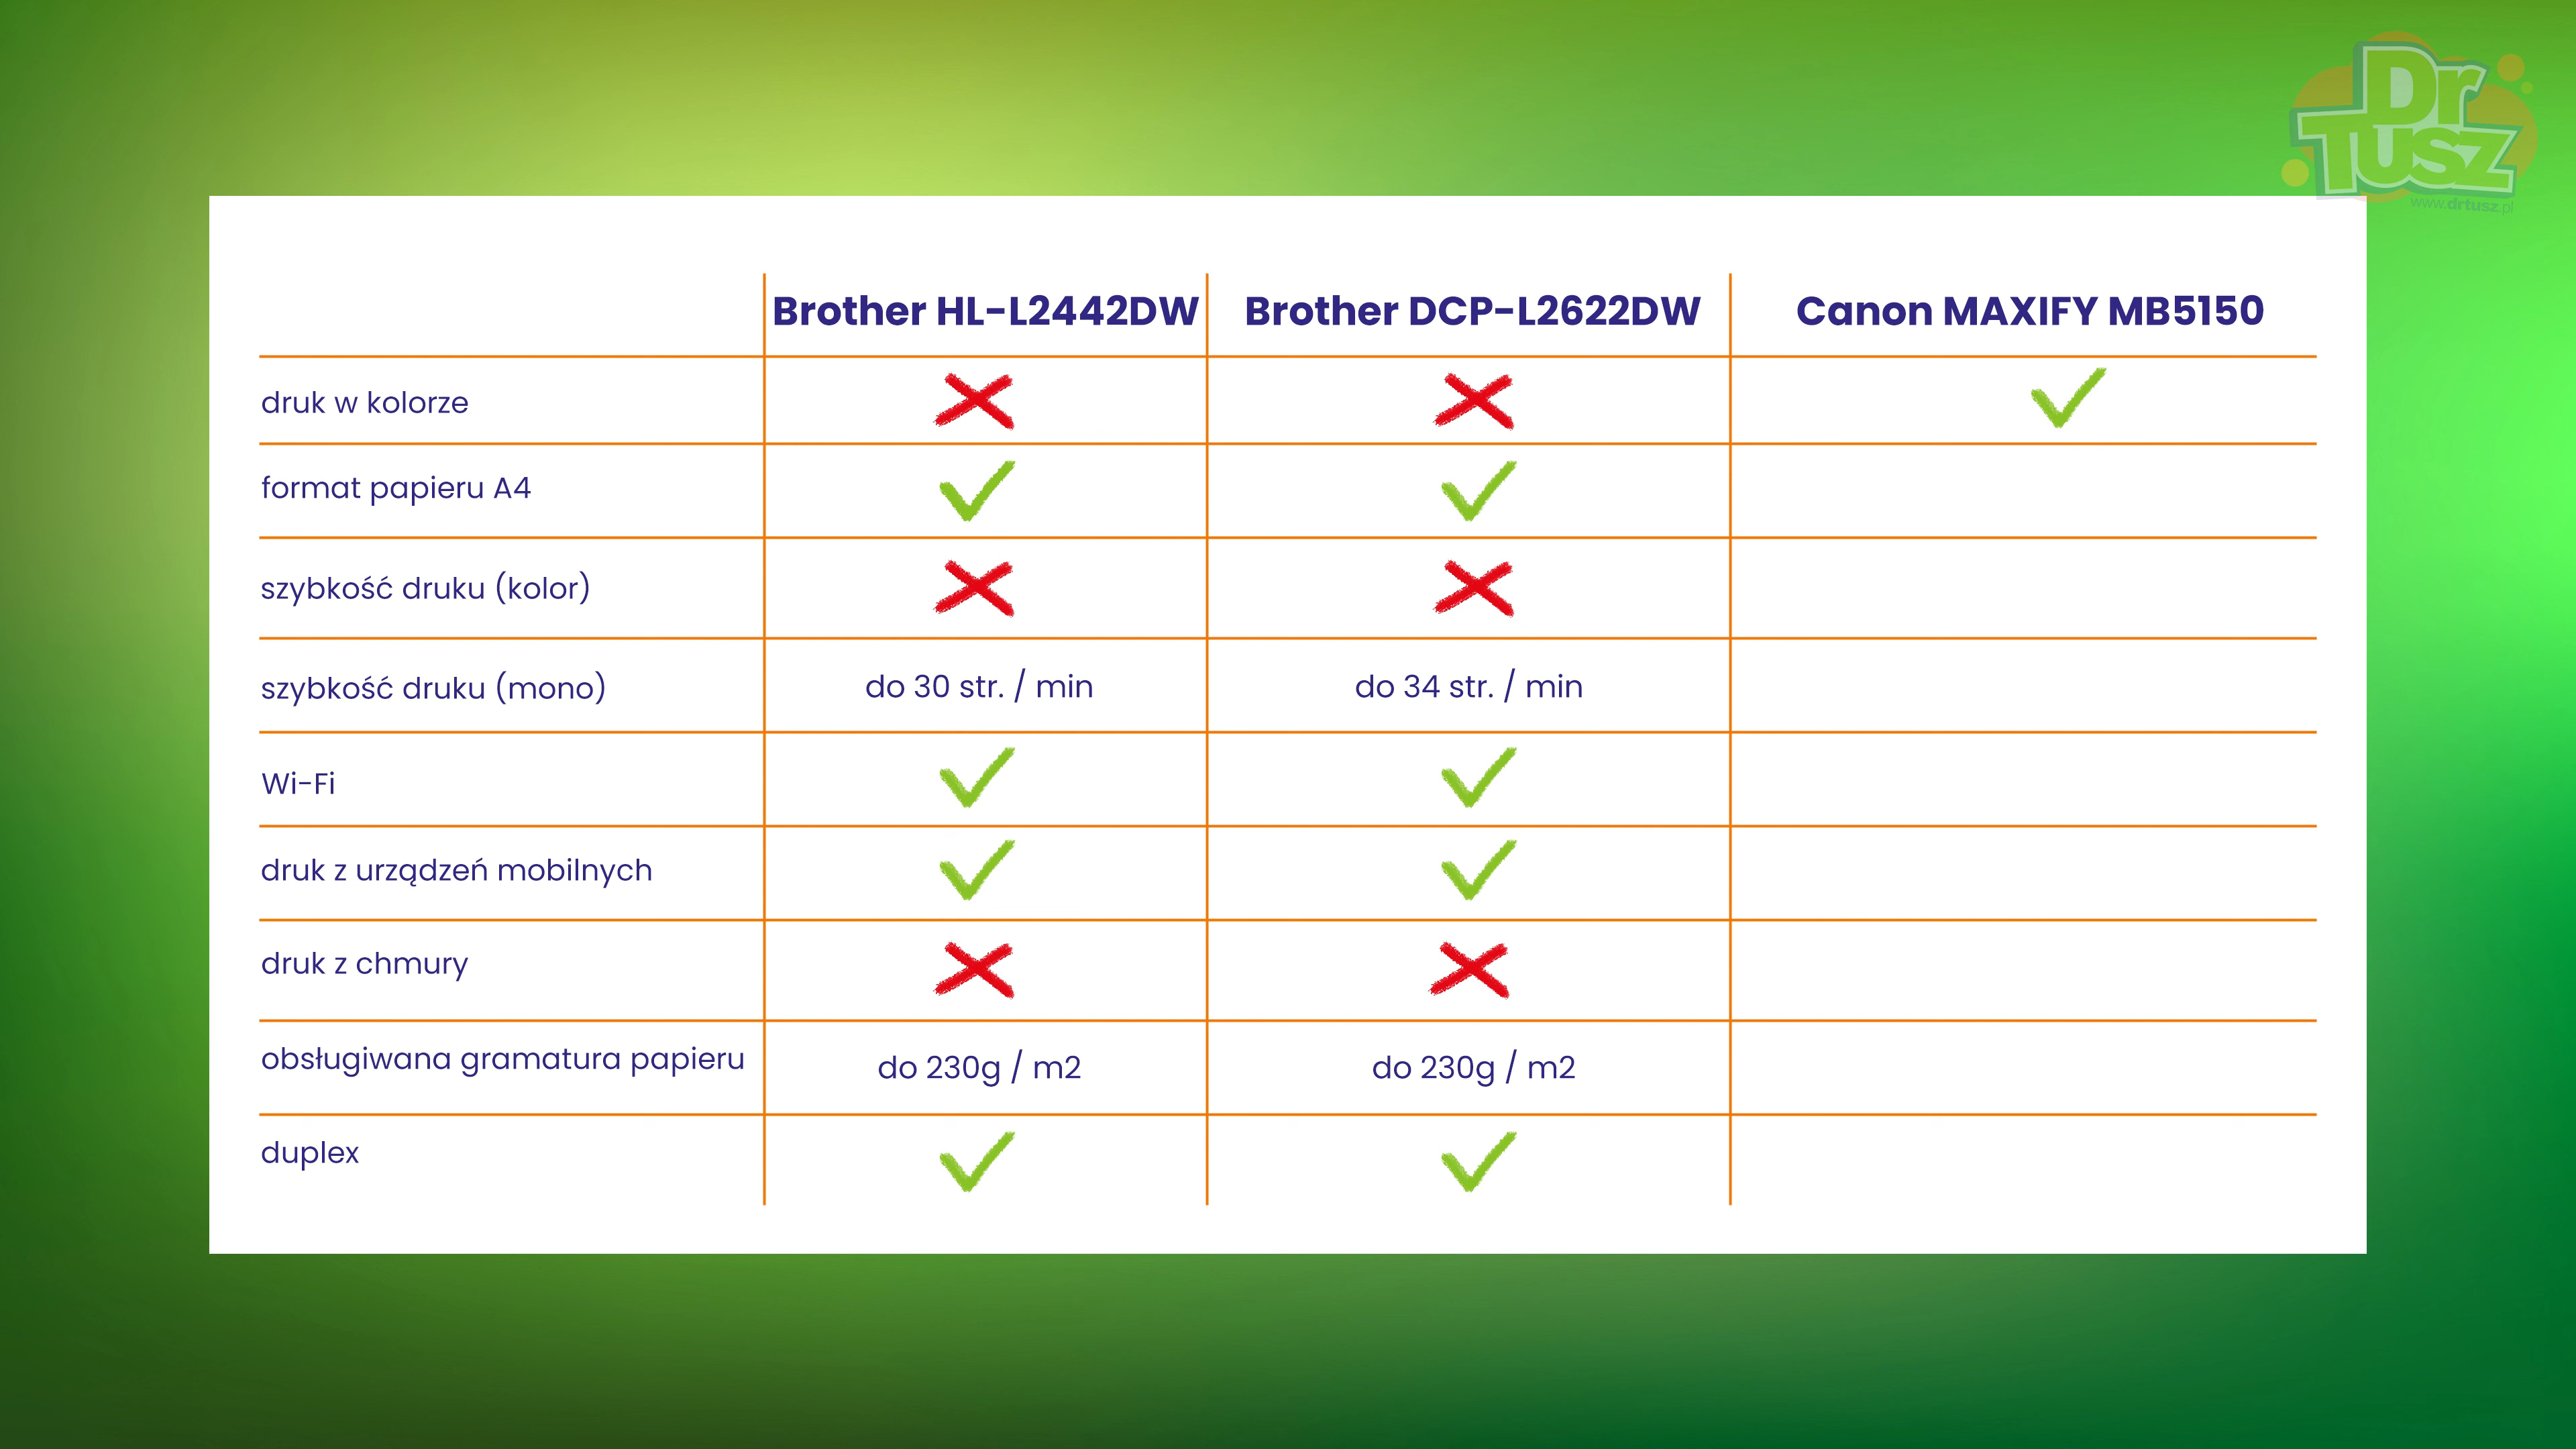 Dr
Tusz
www.drtusz.pl
Brother HL-L2442DW Brother DCP-L2622DW Canon MAXIFY MB5150
druk w kolorze
format papieru A4
szybkość druku (kolor)
szybkość druku (mono) do 30 str. / min do 34 str. / min
Wi-Fi
druk z urządzeń mobilnych
druk z chmury
obsługiwana gramatura papieru do 230g / m2 do 230g / m2
duplex